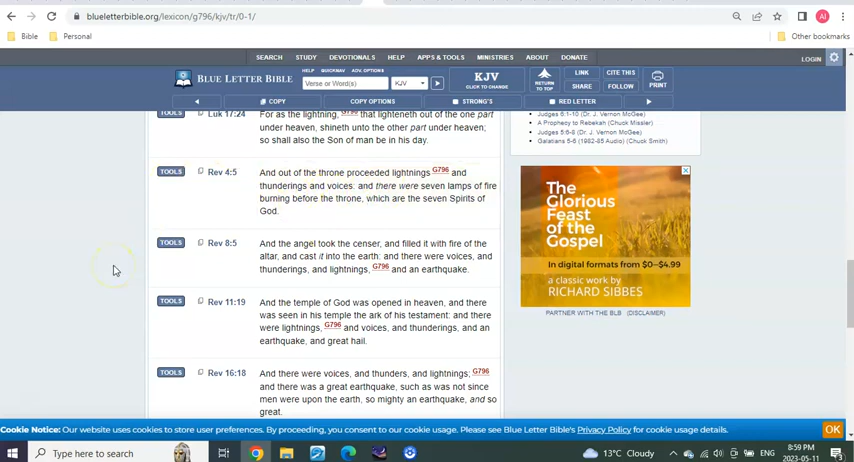 blueletterbible.org/lexicon/g796/kjv/tr/0-1/
AI
Bible
Personal
Other bookmarks
SEARCH STUDY DEVOTIONALS HELP APPS & TOOLS MINISTRIES ABOUT DONATE
LOGIN
BLUE LETTER BIBLE
HELP QUICKNAV ADV. OPTIONS
Verse or Word(s)
KJV
KJV
CLICK TO CHANGE
RETURN
TO TOP
LINK
SHARE
CITE THIS
FOLLOW
PRINT
COPY
COPY OPTIONS
STRONG'S
RED LETTER
Luk 17:24
For as the lightning, G796 that lighteneth out of the one part
under heaven, shineth unto the other part under heaven;
so shall also the Son of man be in his day.
TOOLS
Rev 4:5
And out of the throne proceeded lightnings G796 and
thunderings and voices: and there were seven lamps of fire
burning before the throne, which are the seven Spirits of
God.
TOOLS
Rev 8:5
And the angel took the censer, and filled it with fire of the
altar, and cast it into the earth: and there were voices, and
thunderings, and lightnings, G796 and an earthquake.
TOOLS
Rev 11:19
And the temple of God was opened in heaven, and there
was seen in his temple the ark of his testament: and there
were lightnings, G796 and voices, and thunderings, and an
earthquake, and great hail.
TOOLS
Rev 16:18
And there were voices, and thunders, and lightnings; G796
and there was a great earthquake, such as was not since
men were upon the earth, so mighty an earthquake, and so
great.
Judges 6:1-10 (Dr. J. Vernon McGee)
A Prophecy to Rebekah (Chuck Missler)
Judges 5:6-8 (Dr. J. Vernon McGee)
Galatians 5-6 (1982-85 Audio) (Chuck Smith)
The
Glorious
Feast
of the
Gospel
In digital formats from $0–$4.99
a classic work by
RICHARD SIBBES
PARTNER WITH THE BLB (DISCLAIMER)
Cookie Notice: Our website uses cookies to store user preferences. By proceeding, you consent to our cookie usage. Please see Blue Letter Bible's Privacy Policy for cookie usage details.
OK
Type here to search
13°C Cloudy
ENG
8:59 PM
2023-05-11